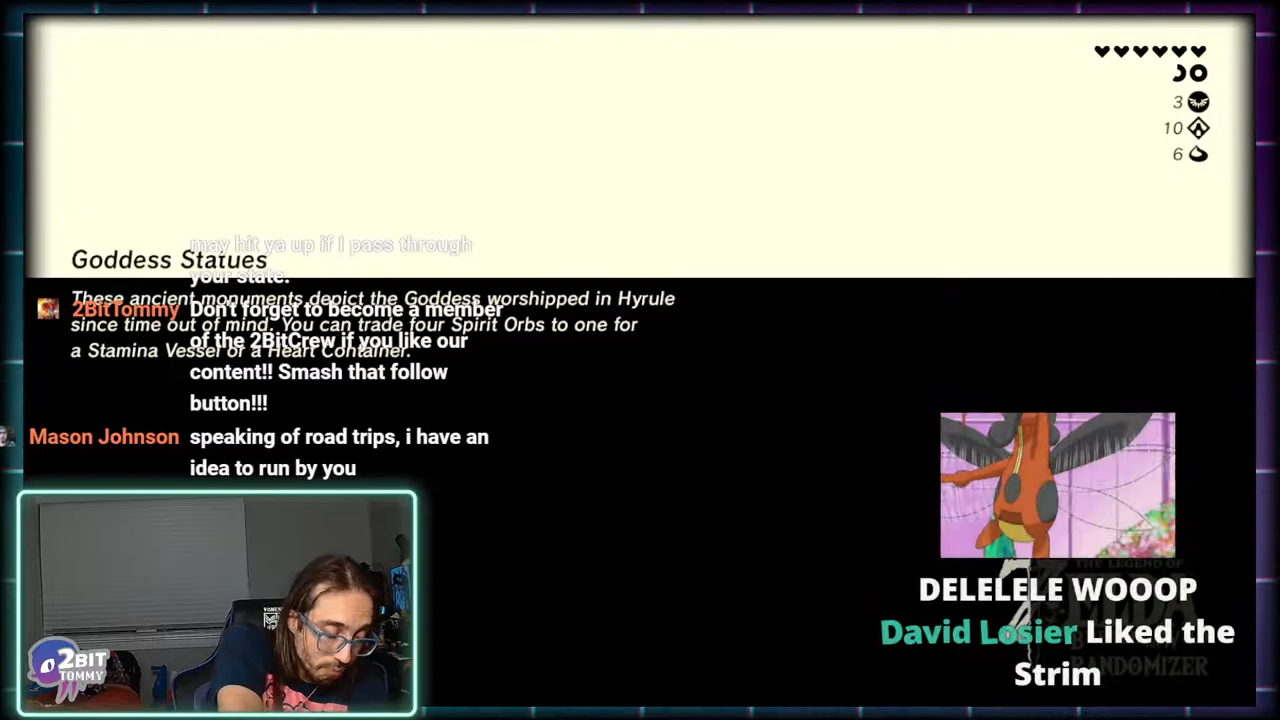 3
10
6
may hit ya up if I pass through
your state.
Goddess Statues
These ancient monuments depict the Goddess worshipped in Hyrule
since time out of mind. You can trade four Spirit Orbs to one for
a Stamina Vessel or a Heart Container.
2BitTommy Don't forget to become a member
of the 2BitCrew if you like our
content!! Smash that follow
button!!!
Mason Johnson speaking of road trips, i have an
idea to run by you
DELELELE WOOOP
David Losier Liked the
Strim
THE LEGEND OF
RANDOMIZER
2BIT
TOMMY